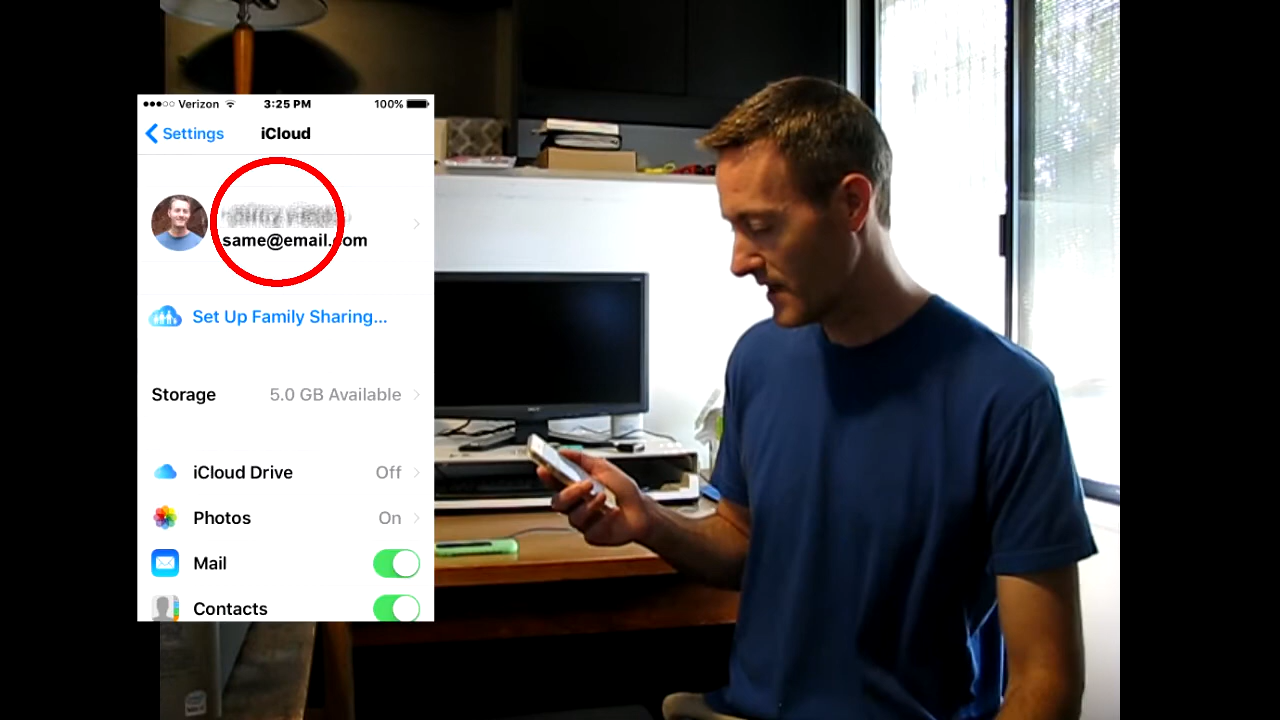 Verizon 3:25 PM 100%
Settings iCloud
same@email.com
Set Up Family Sharing...
Storage 5.0 GB Available
iCloud Drive Off
Photos On
Mail
Contacts